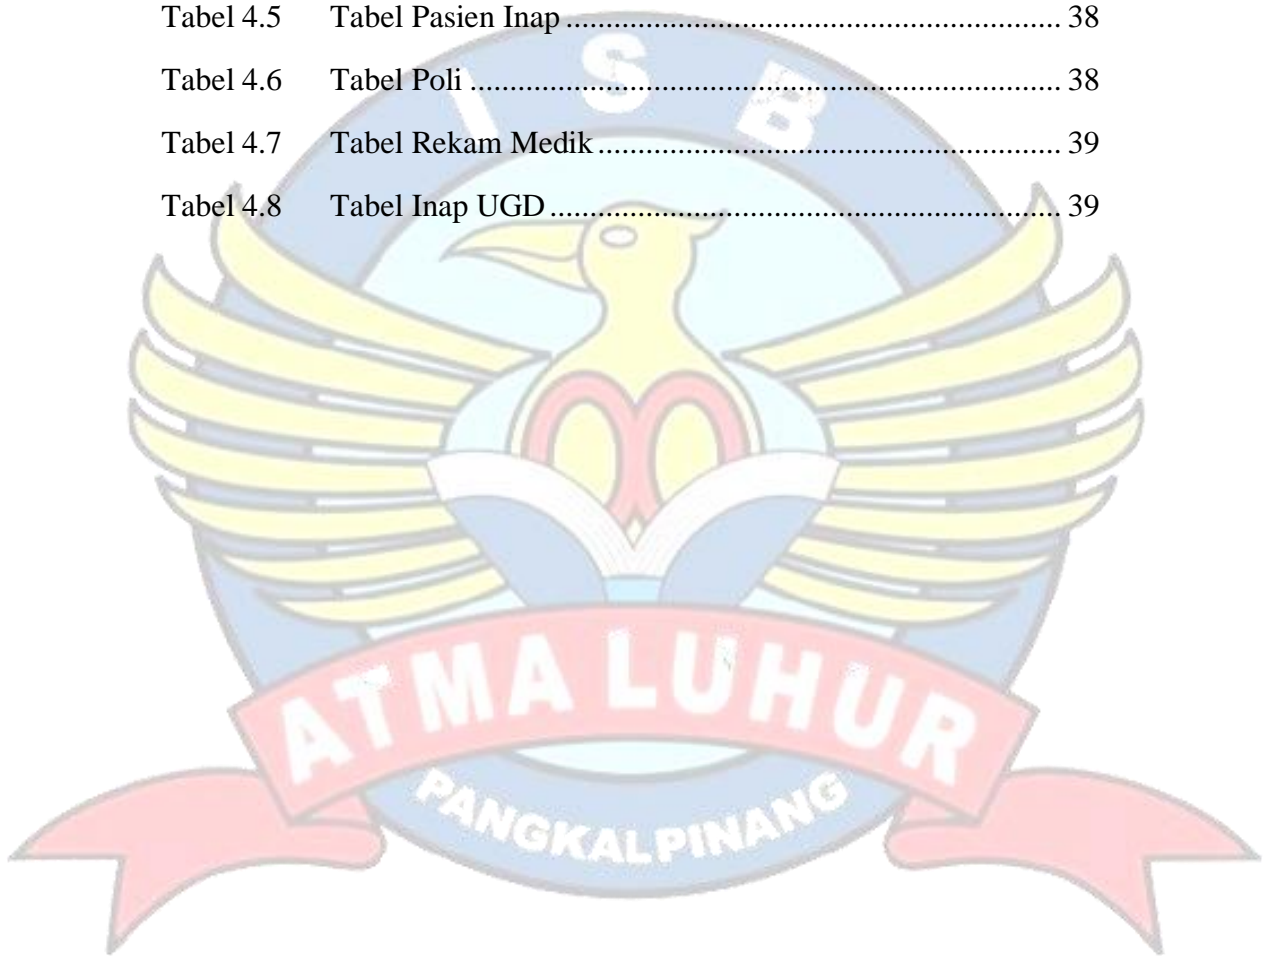 Tabel 4.5 Tabel Pasien Inap ............................................................. 38
Tabel 4.6 Tabel Poli .......................................................................... 38
Tabel 4.7 Tabel Rekam Medik .......................................................... 39
Tabel 4.8 Tabel Inap UGD ................................................................ 39
I S B
ATMA LUHUR
PANGKALPINANG